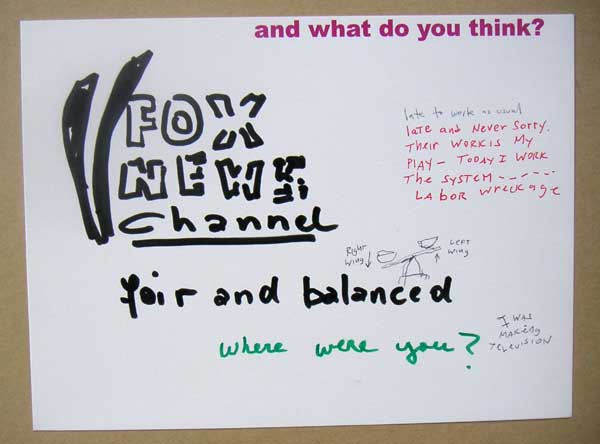 and what do you think?
FOX
NEWS
Channel
late to work as usual
late and Never Sorry.
Their WORK IS My
PLAY - TODAY I WORK
The SYSTEM - - - - - -
LABOR wreckage
Right
wing
LEFT
wing
fair and balanced
where were you?
I WAS
MAKING
TELEVISION